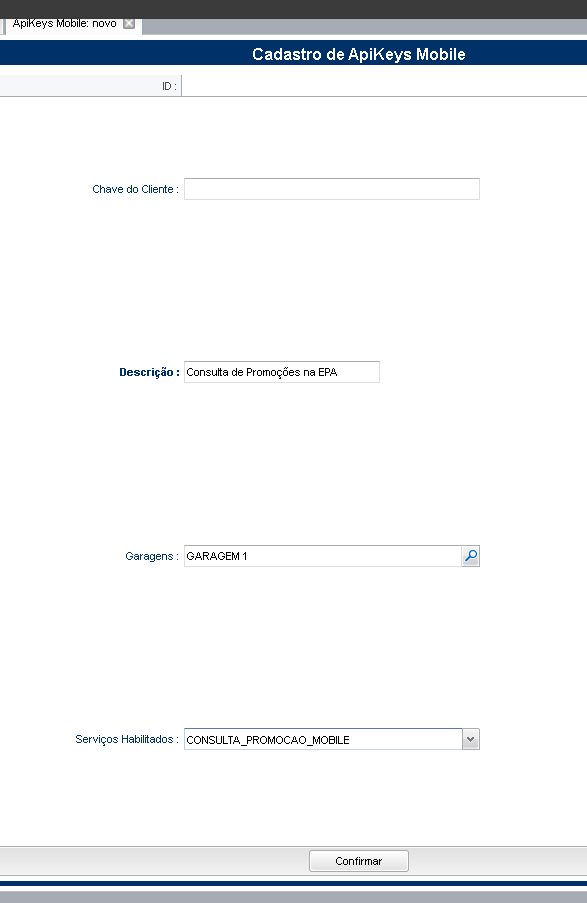 ApiKeys Mobile: novo
Cadastro de ApiKeys Mobile
ID :
Chave do Cliente :
Descrição : Consulta de Promoções na EPA
Garagens : GARAGEM 1
Serviços Habilitados : CONSULTA_PROMOCAO_MOBILE
Confirmar